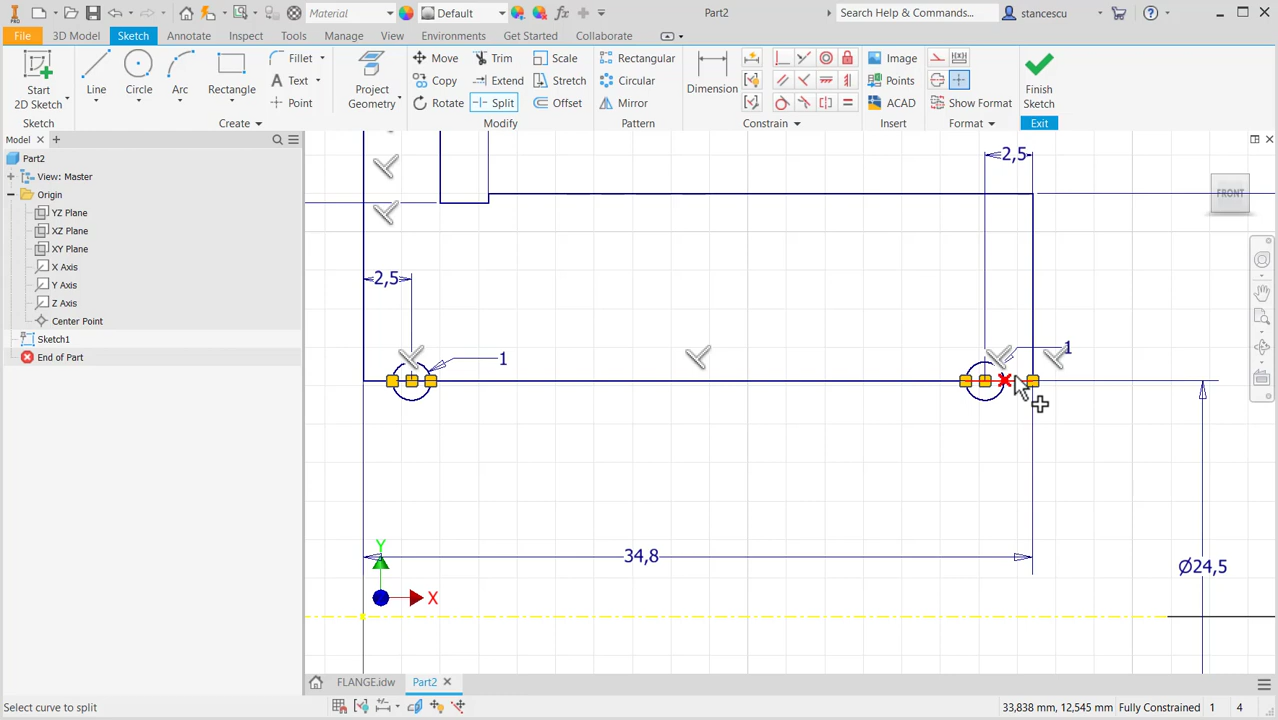 Material
Default
Part2
Search Help & Commands...
stancescu
File
3D Model
Sketch
Annotate
Inspect
Tools
Manage
View
Environments
Get Started
Collaborate
Start
2D Sketch
Line
Circle
Arc
Rectangle
Fillet
Text
Point
Project
Geometry
Move
Copy
Rotate
Trim
Extend
Split
Scale
Stretch
Offset
Rectangular
Circular
Mirror
Dimension
Image
Points
ACAD
Show Format
Finish
Sketch
Sketch
Create
Modify
Pattern
Constrain
Insert
Format
Exit
Model
Part2
View: Master
Origin
YZ Plane
XZ Plane
XY Plane
X Axis
Y Axis
Z Axis
Center Point
Sketch1
End of Part
2,5
FRONT
2,5
1
1
34,8
Ø24,5
Y
X
FLANGE.idw
Part2
Select curve to split
33,838 mm, 12,545 mm
Fully Constrained
1
4